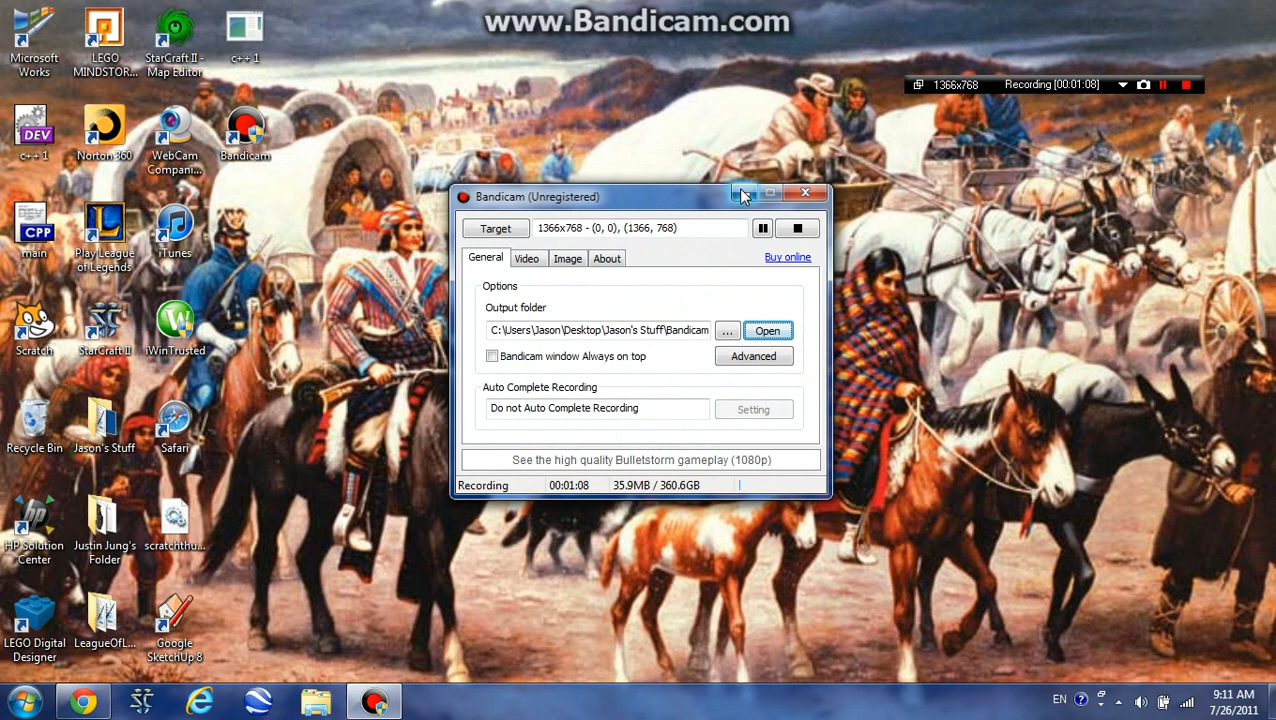 www.Bandicam.com
1366x768 Recording [00:01:08]
Microsoft
Works
LEGO
MINDSTOR...
StarCraft II -
Map Editor
c++ 1
DEV
c++ 1
Norton 360
WebCam
Compani...
Bandicam
DEV
CPP
main
Play League
of Legends
iTunes
Scratch
StarCraft II
iWinTrusted
Recycle Bin
Jason's Stuff
Safari
HP Solution
Center
Justin Jung's
Folder
scratchthu...
LEGO Digital
Designer
LeagueOfL...
Google
SketchUp 8
Bandicam (Unregistered)
Target 1366x768 - (0, 0), (1366, 768)
General Video Image About Buy online
Options
Output folder
C:\Users\Jason\Desktop\Jason's Stuff\Bandicam ... Open
Bandicam window Always on top Advanced
Auto Complete Recording
Do not Auto Complete Recording Setting
See the high quality Bulletstorm gameplay (1080p)
Recording 00:01:08 35.9MB / 360.6GB
EN 9:11 AM
7/26/2011